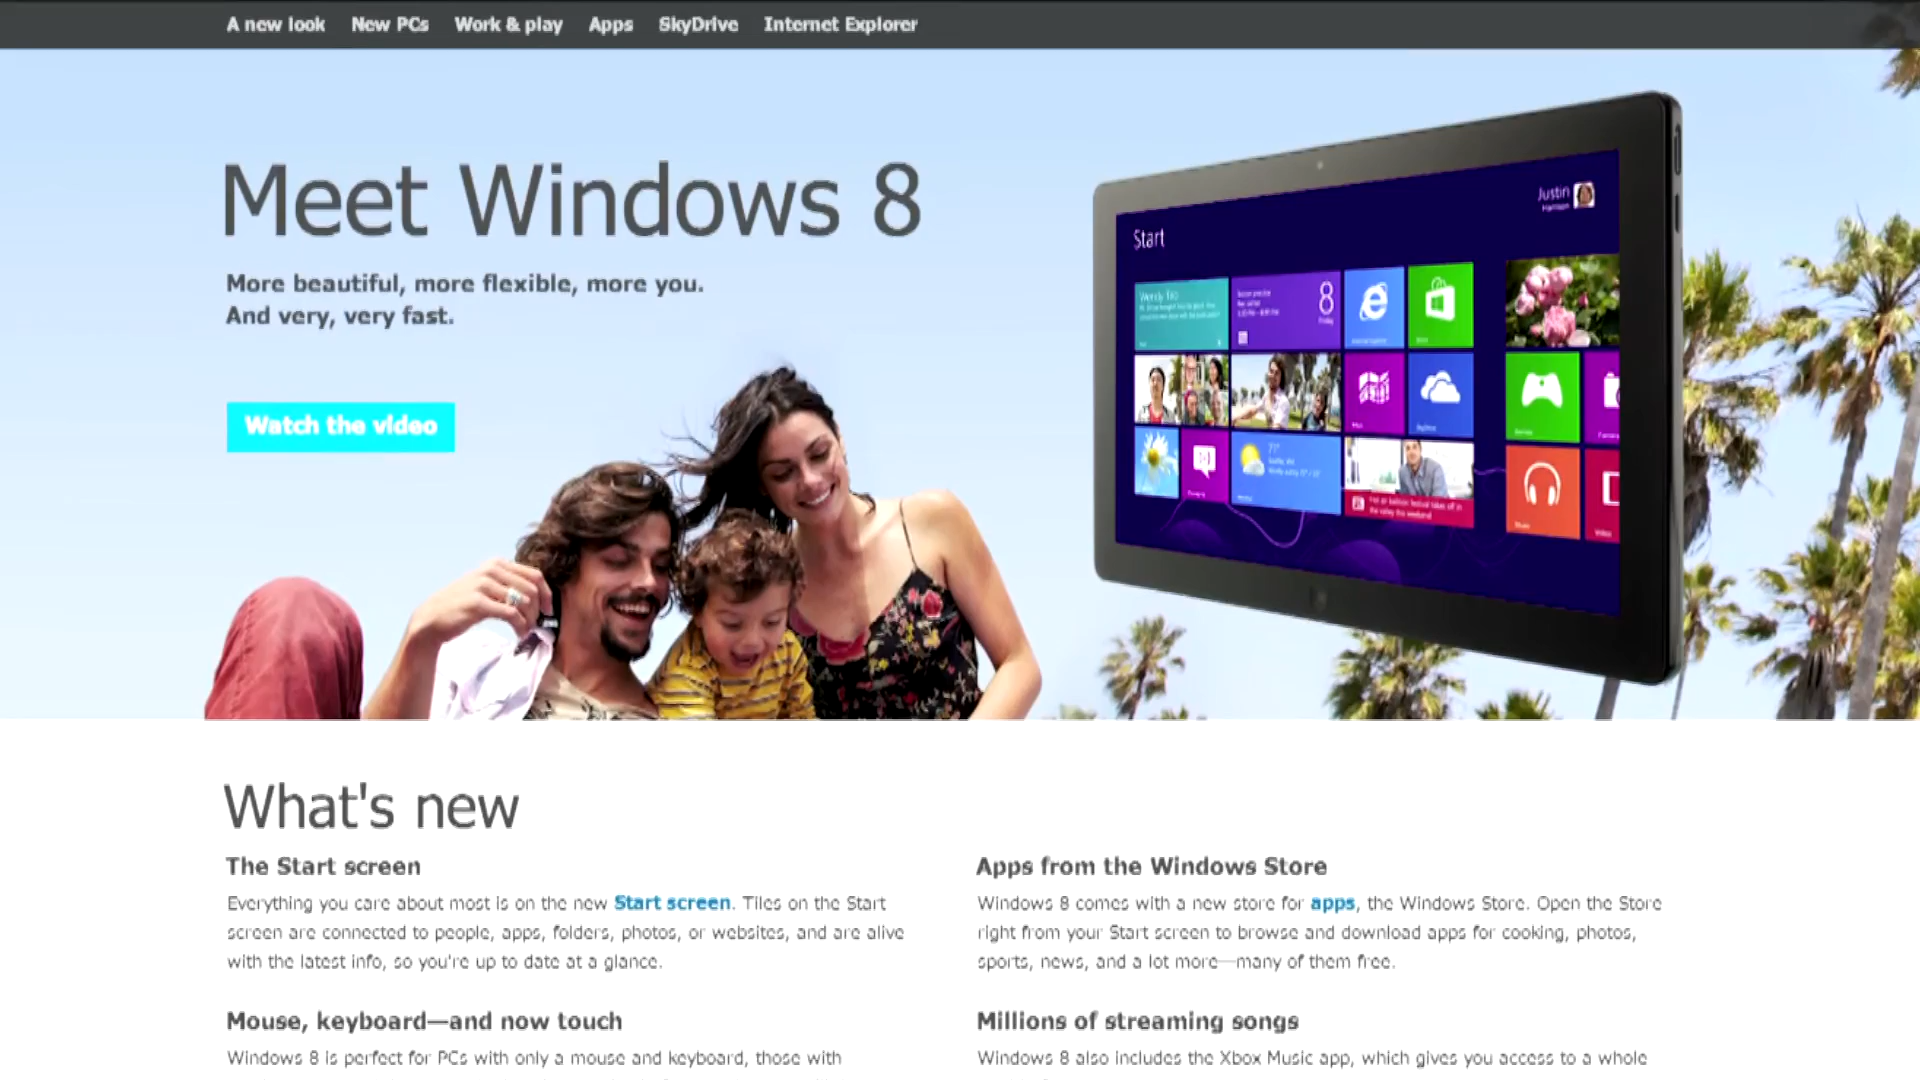 A new look New PCs Work & play Apps SkyDrive Internet Explorer
Meet Windows 8
More beautiful, more flexible, more you.
And very, very fast.
Watch the video
Start
Justin
8
Friday
What's new
The Start screen
Everything you care about most is on the new Start screen. Tiles on the Start
screen are connected to people, apps, folders, photos, or websites, and are alive
with the latest info, so you're up to date at a glance.
Mouse, keyboard—and now touch
Windows 8 is perfect for PCs with only a mouse and keyboard, those with
Apps from the Windows Store
Windows 8 comes with a new store for apps, the Windows Store. Open the Store
right from your Start screen to browse and download apps for cooking, photos,
sports, news, and a lot more—many of them free.
Millions of streaming songs
Windows 8 also includes the Xbox Music app, which gives you access to a whole